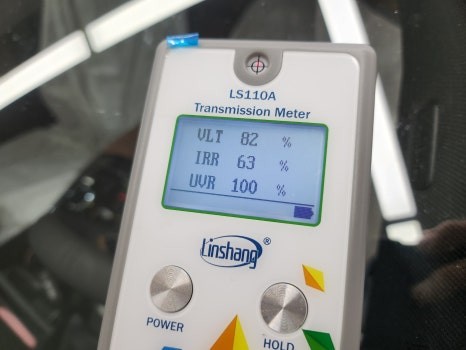 LS110A
Transmission Meter
VLT 82 %
IRR 63 %
UVR 100 %
Linshang®
POWER
HOLD